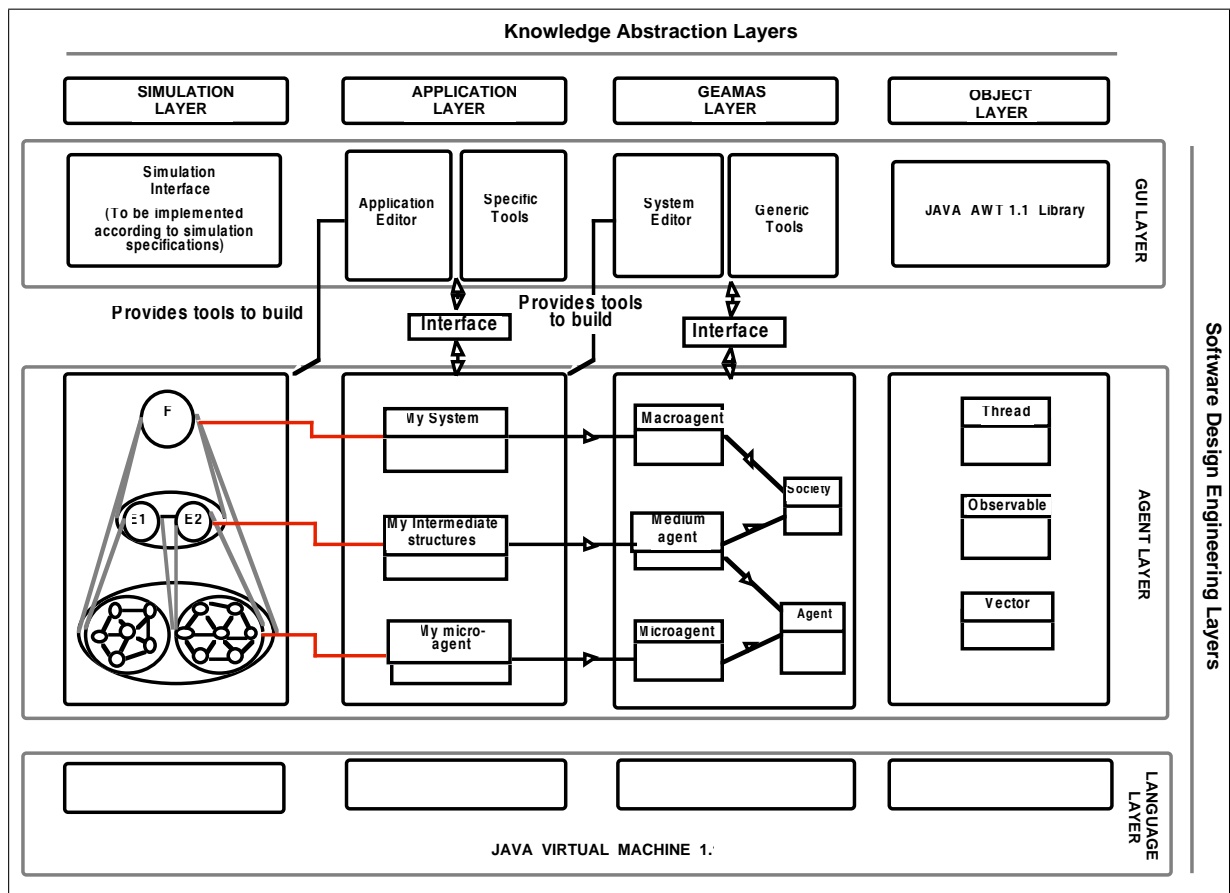 Knowledge Abstraction Layers
SIMULATION
LAYER
APPLICATION
LAYER
GEAMAS
LAYER
OBJECT
LAYER
Simulation
Interface
(To be implemented
according to simulation
specifications)
Application
Editor
Specific
Tools
System
Editor
Generic
Tools
JAVA AWT 1.1 Library
GUI LAYER
Provides tools to build
Interface
Provides tools
to build
Interface
Software Design Engineering Layers
My System
Macroagent
Thread
Society
E1
E2
My Intermediate
structures
Medium
agent
Observable
AGENT LAYER
My micro-
agent
Microagent
Agent
Vector
LANGUAGE
LAYER
JAVA VIRTUAL MACHINE 1.